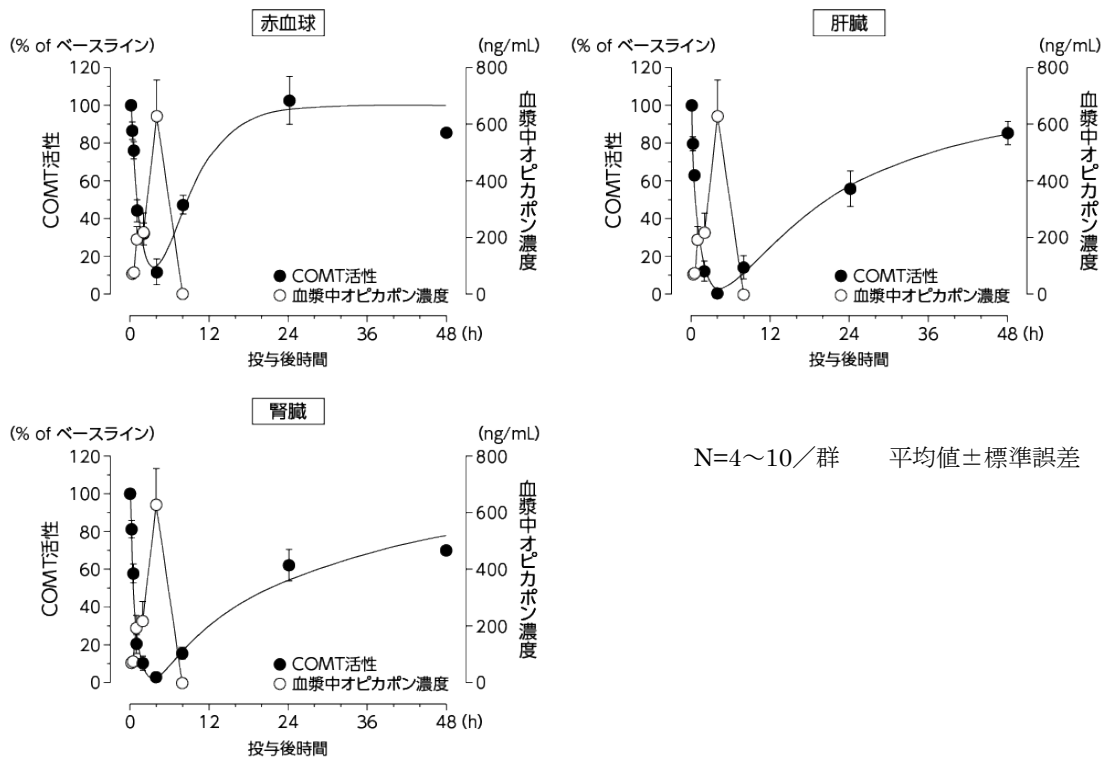 赤血球
(% of ベースライン)
(ng/mL)
120
100
80
60
40
20
0
COMT活性
800
600
400
200
0
血漿中オピカポン濃度
COMT活性
血漿中オピカポン濃度
0 12 24 36 48 (h)
投与後時間
肝臓
(% of ベースライン)
(ng/mL)
120
100
80
60
40
20
0
COMT活性
800
600
400
200
0
血漿中オピカポン濃度
COMT活性
血漿中オピカポン濃度
0 12 24 36 48 (h)
投与後時間
腎臓
(% of ベースライン)
(ng/mL)
120
100
80
60
40
20
0
COMT活性
800
600
400
200
0
血漿中オピカポン濃度
COMT活性
血漿中オピカポン濃度
0 12 24 36 48 (h)
投与後時間
N=4～10／群 平均値±標準誤差